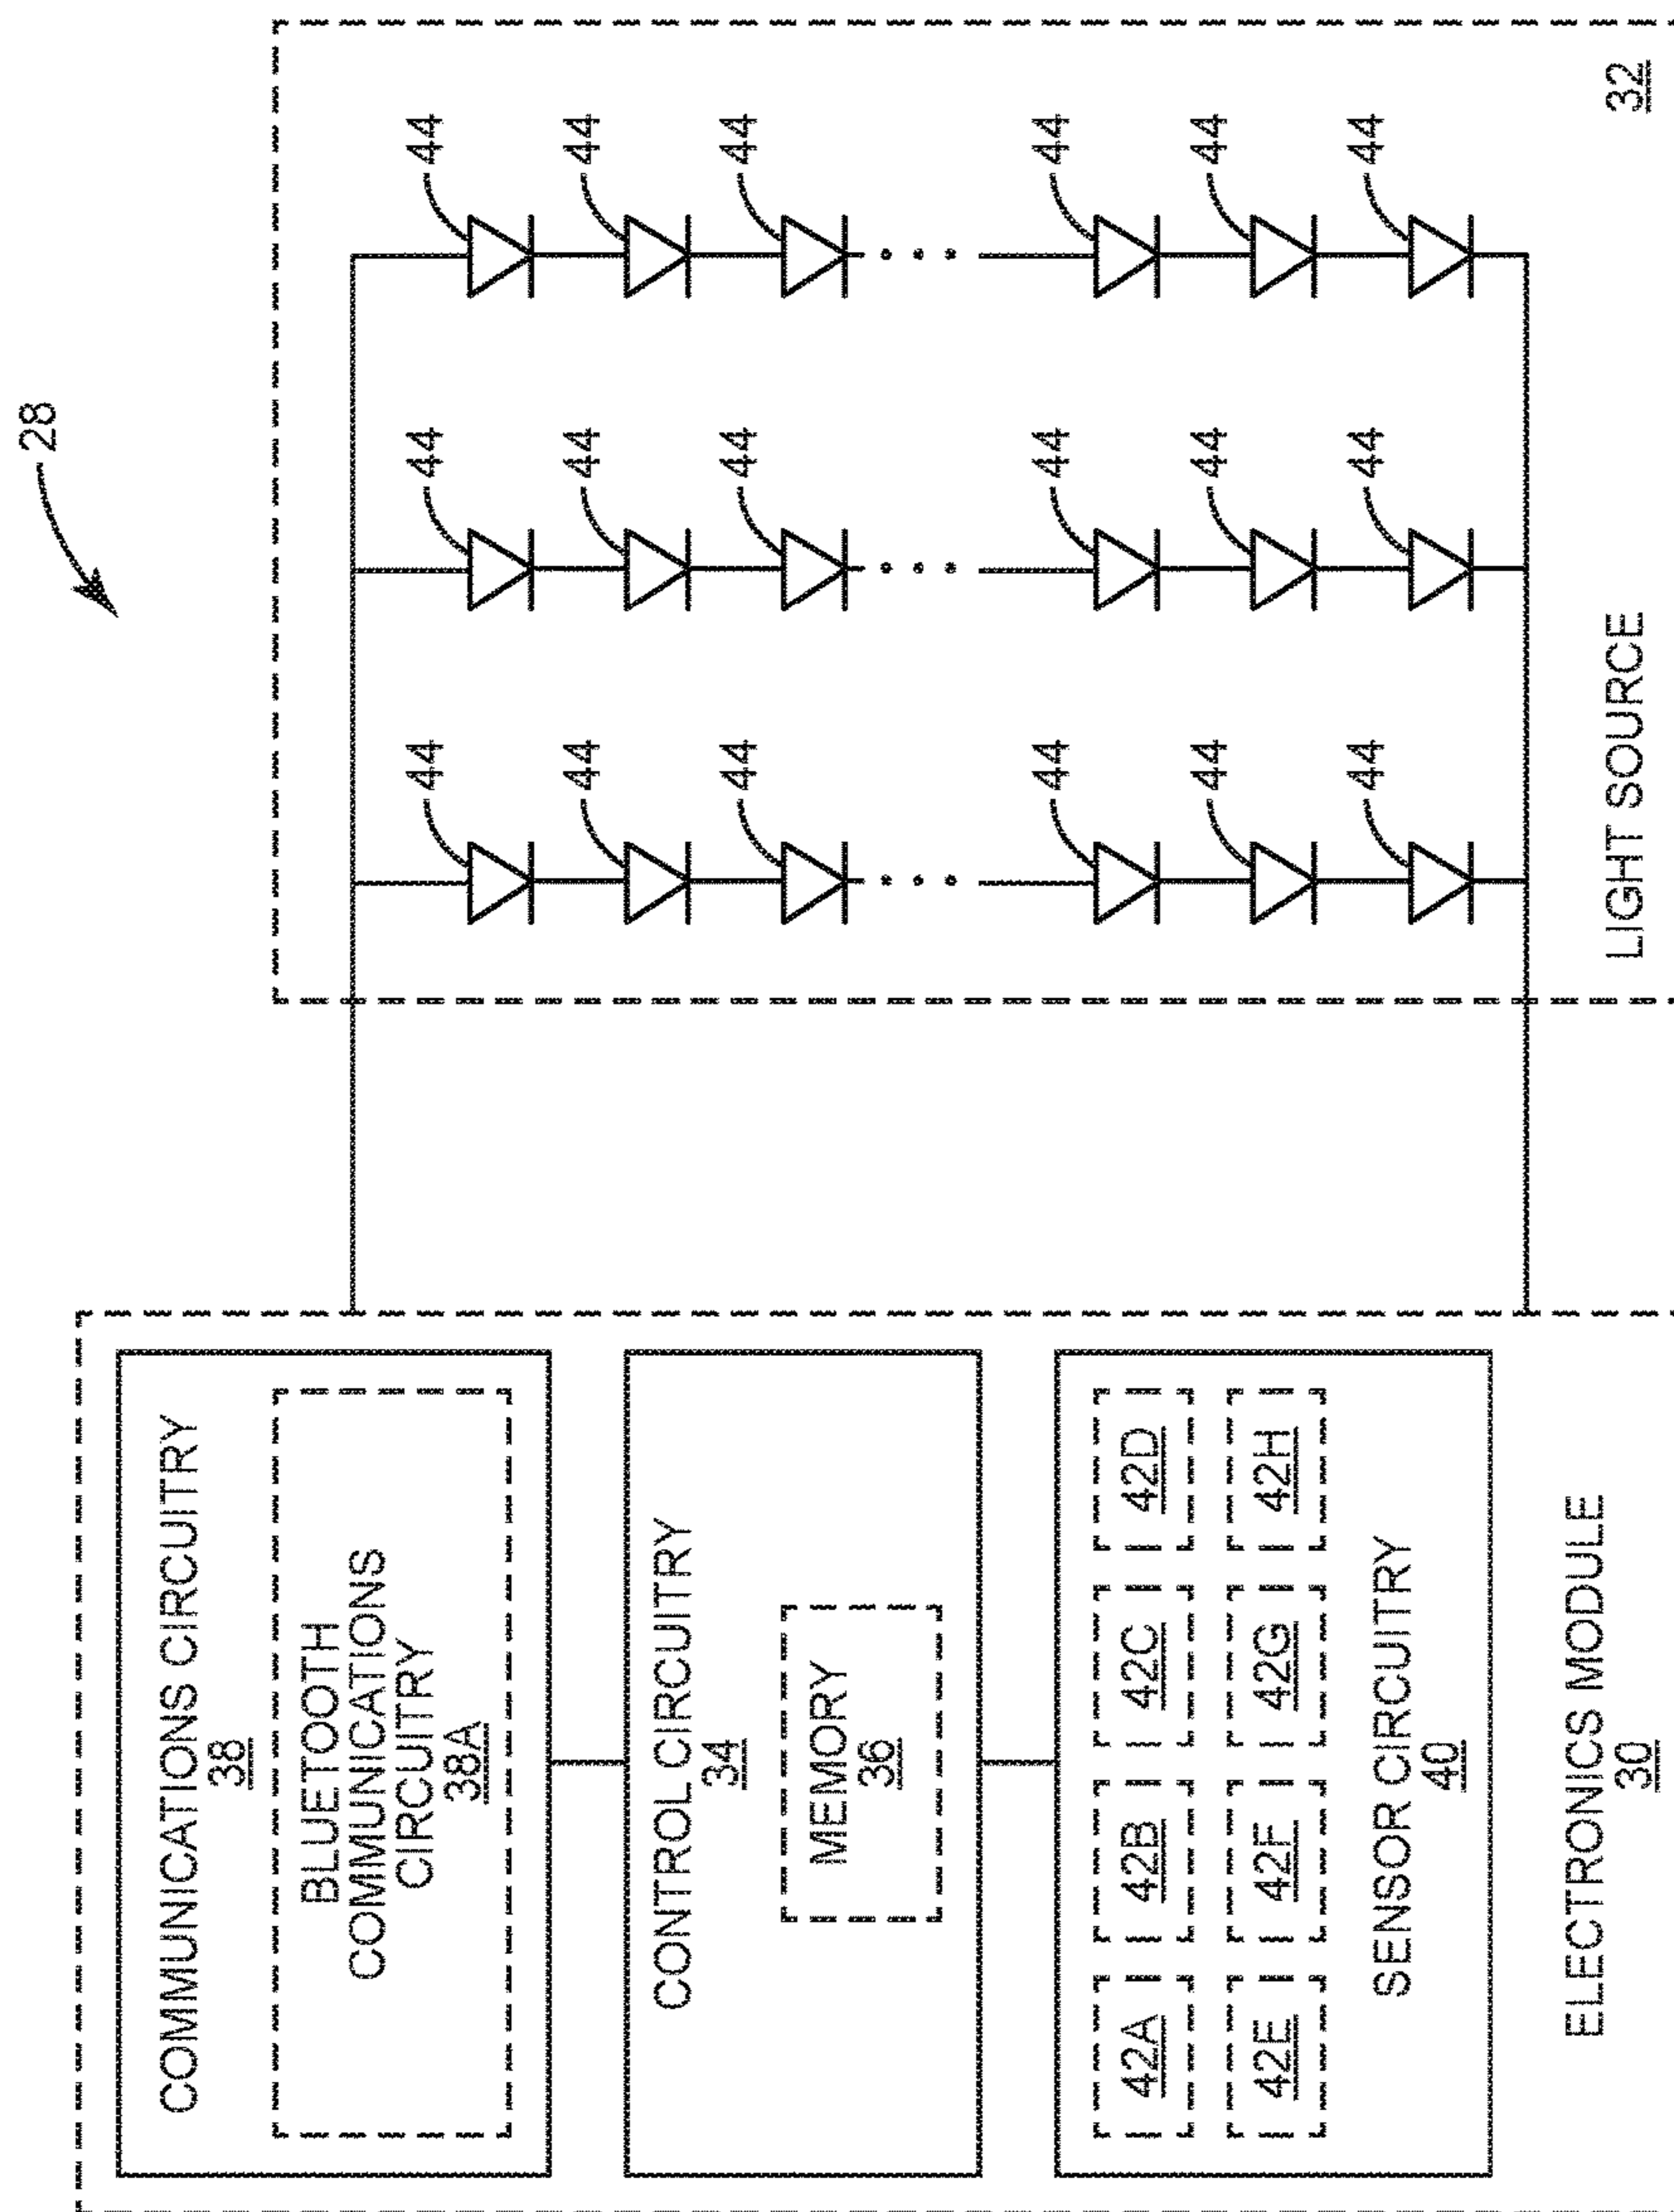 28
COMMUNICATIONS CIRCUITRY
38
BLUETOOTH
COMMUNICATIONS
CIRCUITRY
38A
CONTROL CIRCUITRY
34
MEMORY
36
42A 42B 42C 42D
42E 42F 42G 42H
SENSOR CIRCUITRY
40
ELECTRONICS MODULE
30
44 44 44
44 44 44
44 44 44
44 44 44
44 44 44
44 44 44
LIGHT SOURCE 32